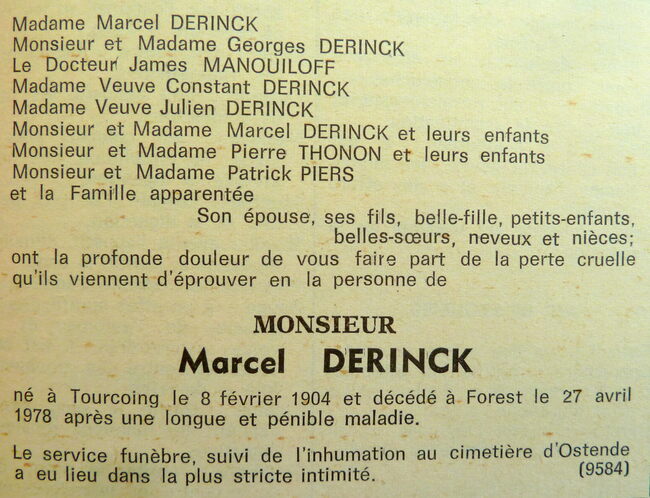 Madame Marcel DERINCK
Monsieur et Madame Georges DERINCK
Le Docteur James MANOUILOFF
Madame Veuve Constant DERINCK
Madame Veuve Julien DERINCK
Monsieur et Madame Marcel DERINCK et leurs enfants
Monsieur et Madame Pierre THONON et leurs enfants
Monsieur et Madame Patrick PIERS
et la Famille apparentée
Son épouse, ses fils, belle-fille, petits-enfants,
belles-sœurs, neveux et nièces;
ont la profonde douleur de vous faire part de la perte cruelle
qu'ils viennent d'éprouver en la personne de
MONSIEUR
Marcel DERINCK
né à Tourcoing le 8 février 1904 et décédé à Forest le 27 avril
1978 après une longue et pénible maladie.
Le service funèbre, suivi de l'inhumation au cimetière d'Ostende
a eu lieu dans la plus stricte intimité. (9584)